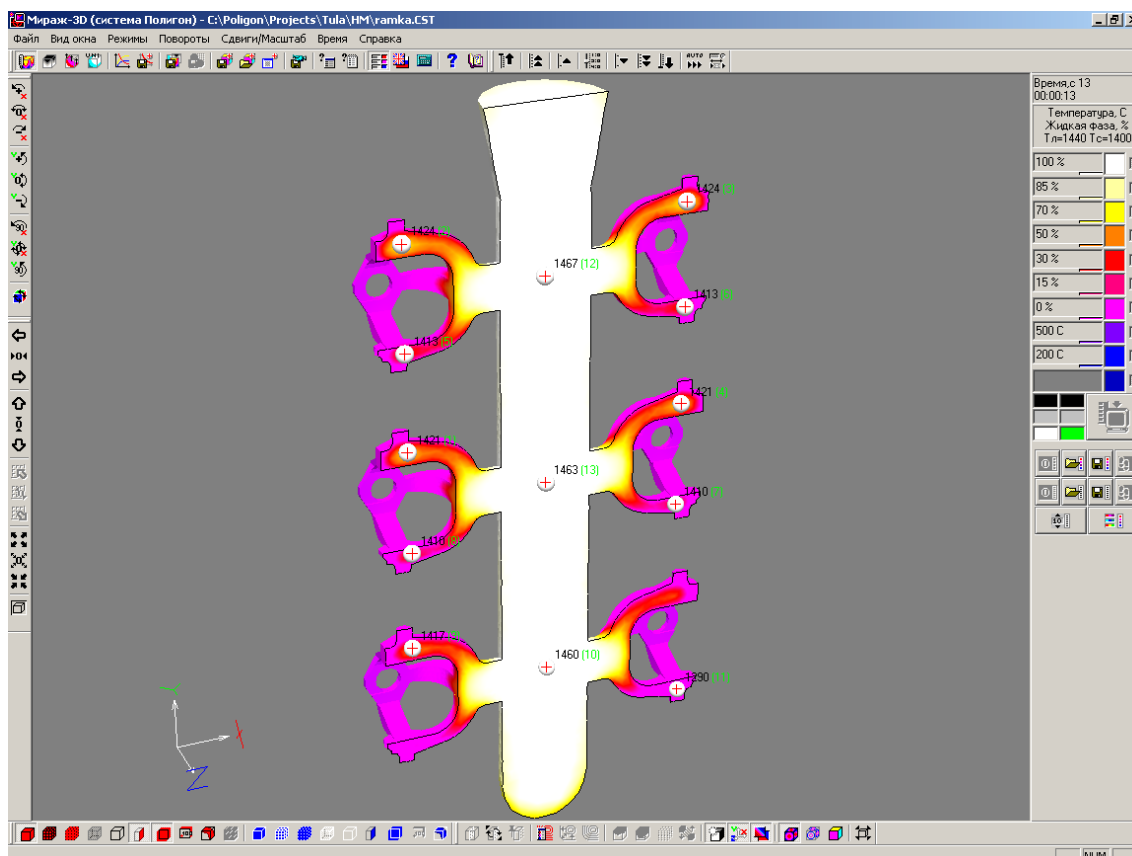 Мираж-3D (система Полигон) - C:\Poligon\Projects\Tula\HM\ramka.CST
Файл Вид окна Режимы Повороты Сдвиги/Масштаб Время Справка
Время,с 13
00:00:13
Температура, С
Жидкая фаза, %
Тл=1440 Тс=1400
100 %
85 %
70 %
50 %
30 %
15 %
0 %
500 C
200 C
1424
1424
1467 (12)
1413
1413 (5)
1421
1421 (4)
1463 (13)
1410 (7)
1410
1417
1460 (10)
1290 (11)
Y
X
Z
NUM